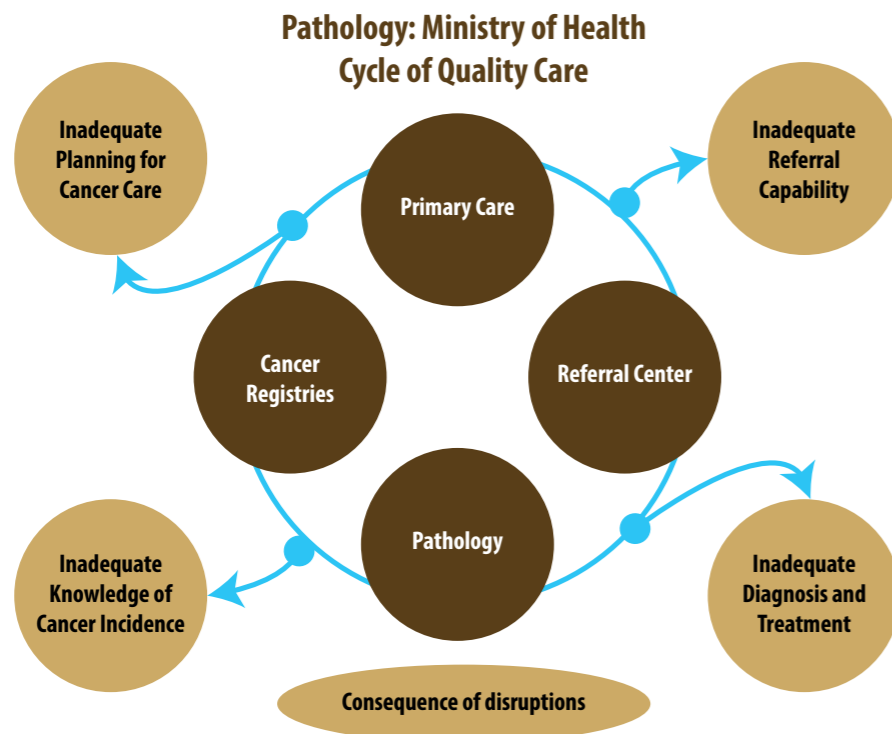 Pathology: Ministry of Health
Cycle of Quality Care
Inadequate
Planning for
Cancer Care
Primary Care
Inadequate
Referral
Capability
Cancer
Registries
Referral Center
Inadequate
Knowledge of
Cancer Incidence
Pathology
Inadequate
Diagnosis and
Treatment
Consequence of disruptions